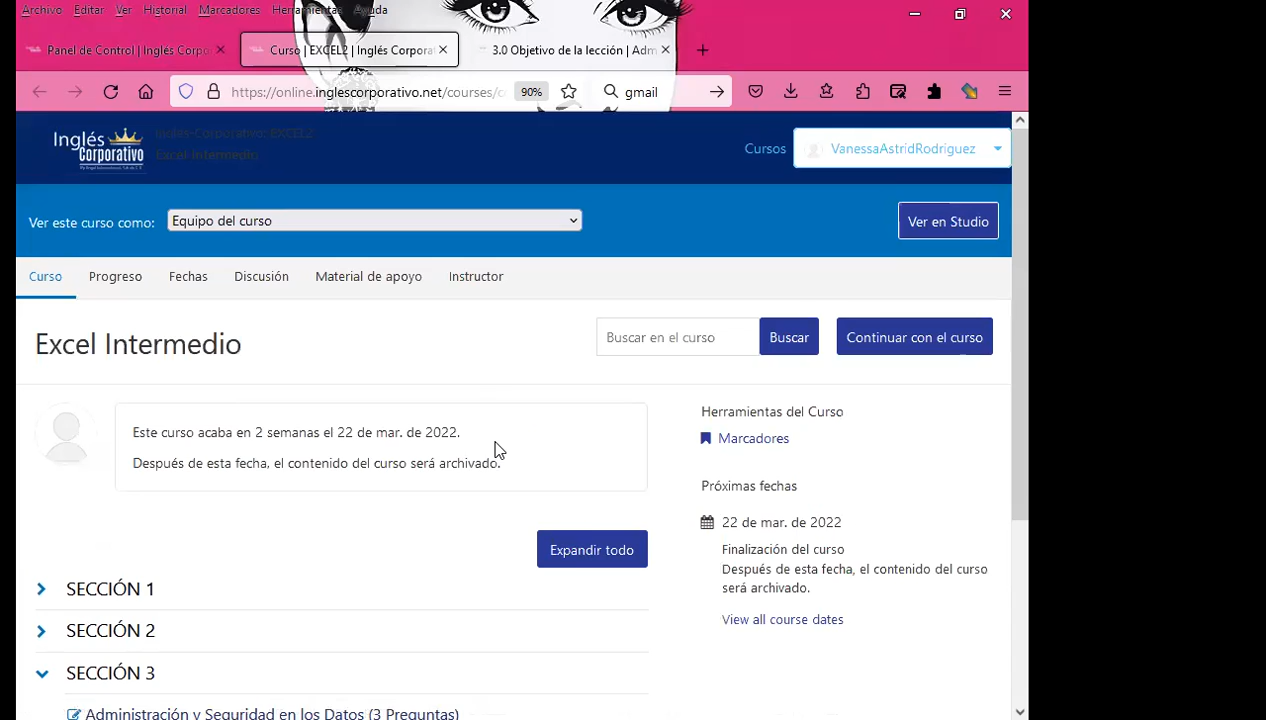 Archivo Editar Ver Historial Marcadores Herramientas Ayuda
Panel de Control | Inglés Corpo Curso | EXCEL2 | Inglés Corpora 3.0 Objetivo de la lección | Adm
https://online.inglescorporativo.net/courses/c 90% gmail
Inglés Corporativo
Inglés-Corporativo: EXCEL2
Excel Intermedio
Cursos VanessaAstridRodriguez
Ver este curso como: Equipo del curso Ver en Studio
Curso Progreso Fechas Discusión Material de apoyo Instructor
Excel Intermedio Buscar en el curso Buscar Continuar con el curso
Este curso acaba en 2 semanas el 22 de mar. de 2022.
Después de esta fecha, el contenido del curso será archivado.
Expandir todo
SECCIÓN 1
SECCIÓN 2
SECCIÓN 3
Administración y Seguridad en los Datos (3 Preguntas)
Herramientas del Curso
Marcadores
Próximas fechas
22 de mar. de 2022
Finalización del curso
Después de esta fecha, el contenido del curso
será archivado.
View all course dates